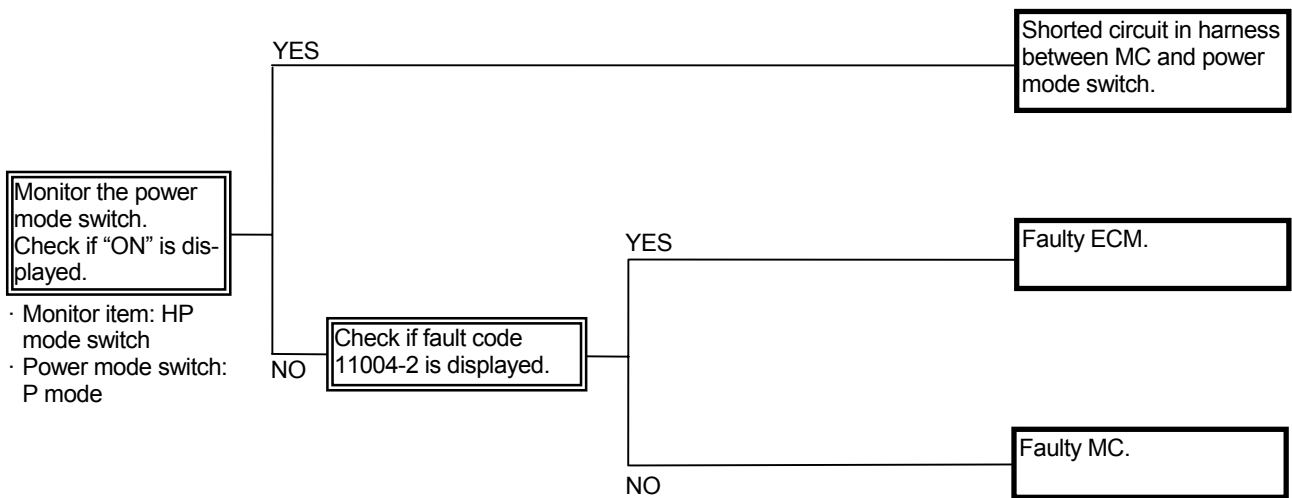 YES
Shorted circuit in harness
between MC and power
mode switch.
Monitor the power
mode switch.
Check if “ON” is dis-
played.
· Monitor item: HP
mode switch
· Power mode switch:
P mode
NO
Check if fault code
11004-2 is displayed.
YES
Faulty ECM.
NO
Faulty MC.